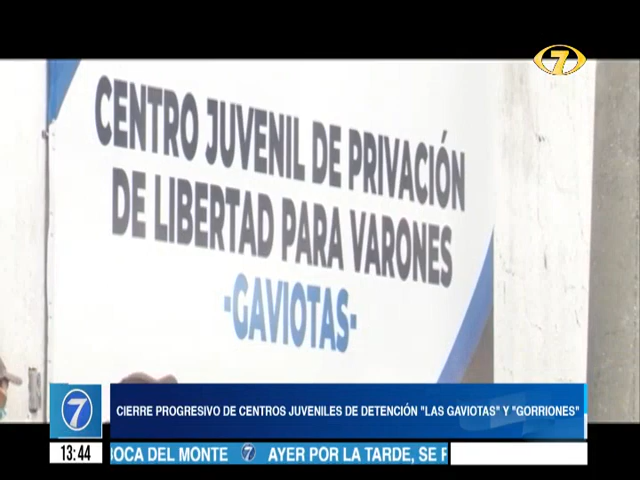 7
CENTRO JUVENIL DE PRIVACIÓN
DE LIBERTAD PARA VARONES
-GAVIOTAS-
7 CIERRE PROGRESIVO DE CENTROS JUVENILES DE DETENCIÓN "LAS GAVIOTAS" Y "GORRIONES"
13:44 BOCA DEL MONTE 7 AYER POR LA TARDE, SE